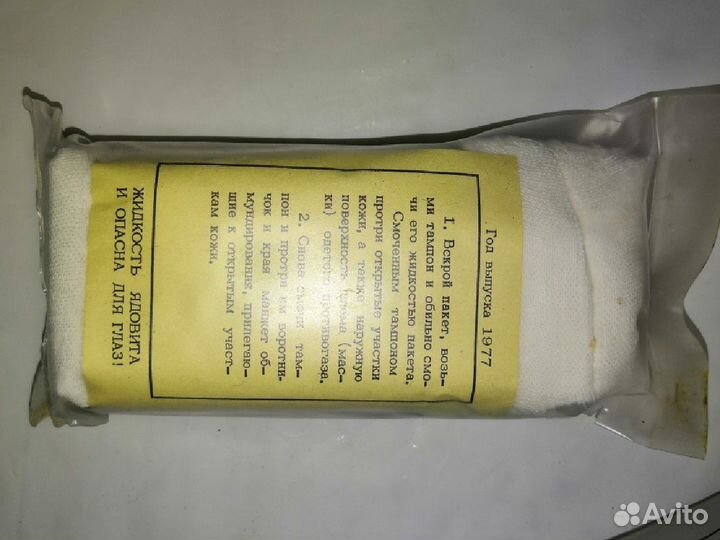 Год выпуска 1977
1. Вскрой пакет, возь-
ми тампон и обильно смо-
чи его жидкостью пакета.
Смоченным тампоном
протри открытые участки
кожи, а также наружную
поверхность шлема (мас-
ки) одетого противогаза.
2. Снова смочи там-
пон и протри им воротни-
чок и края манжет об-
мундирования, прилегаю-
шие к открытым участ-
кам кожи.
ЖИДКОСТЬ ЯДОВИТА
И ОПАСНА ДЛЯ ГЛАЗ!
Avito